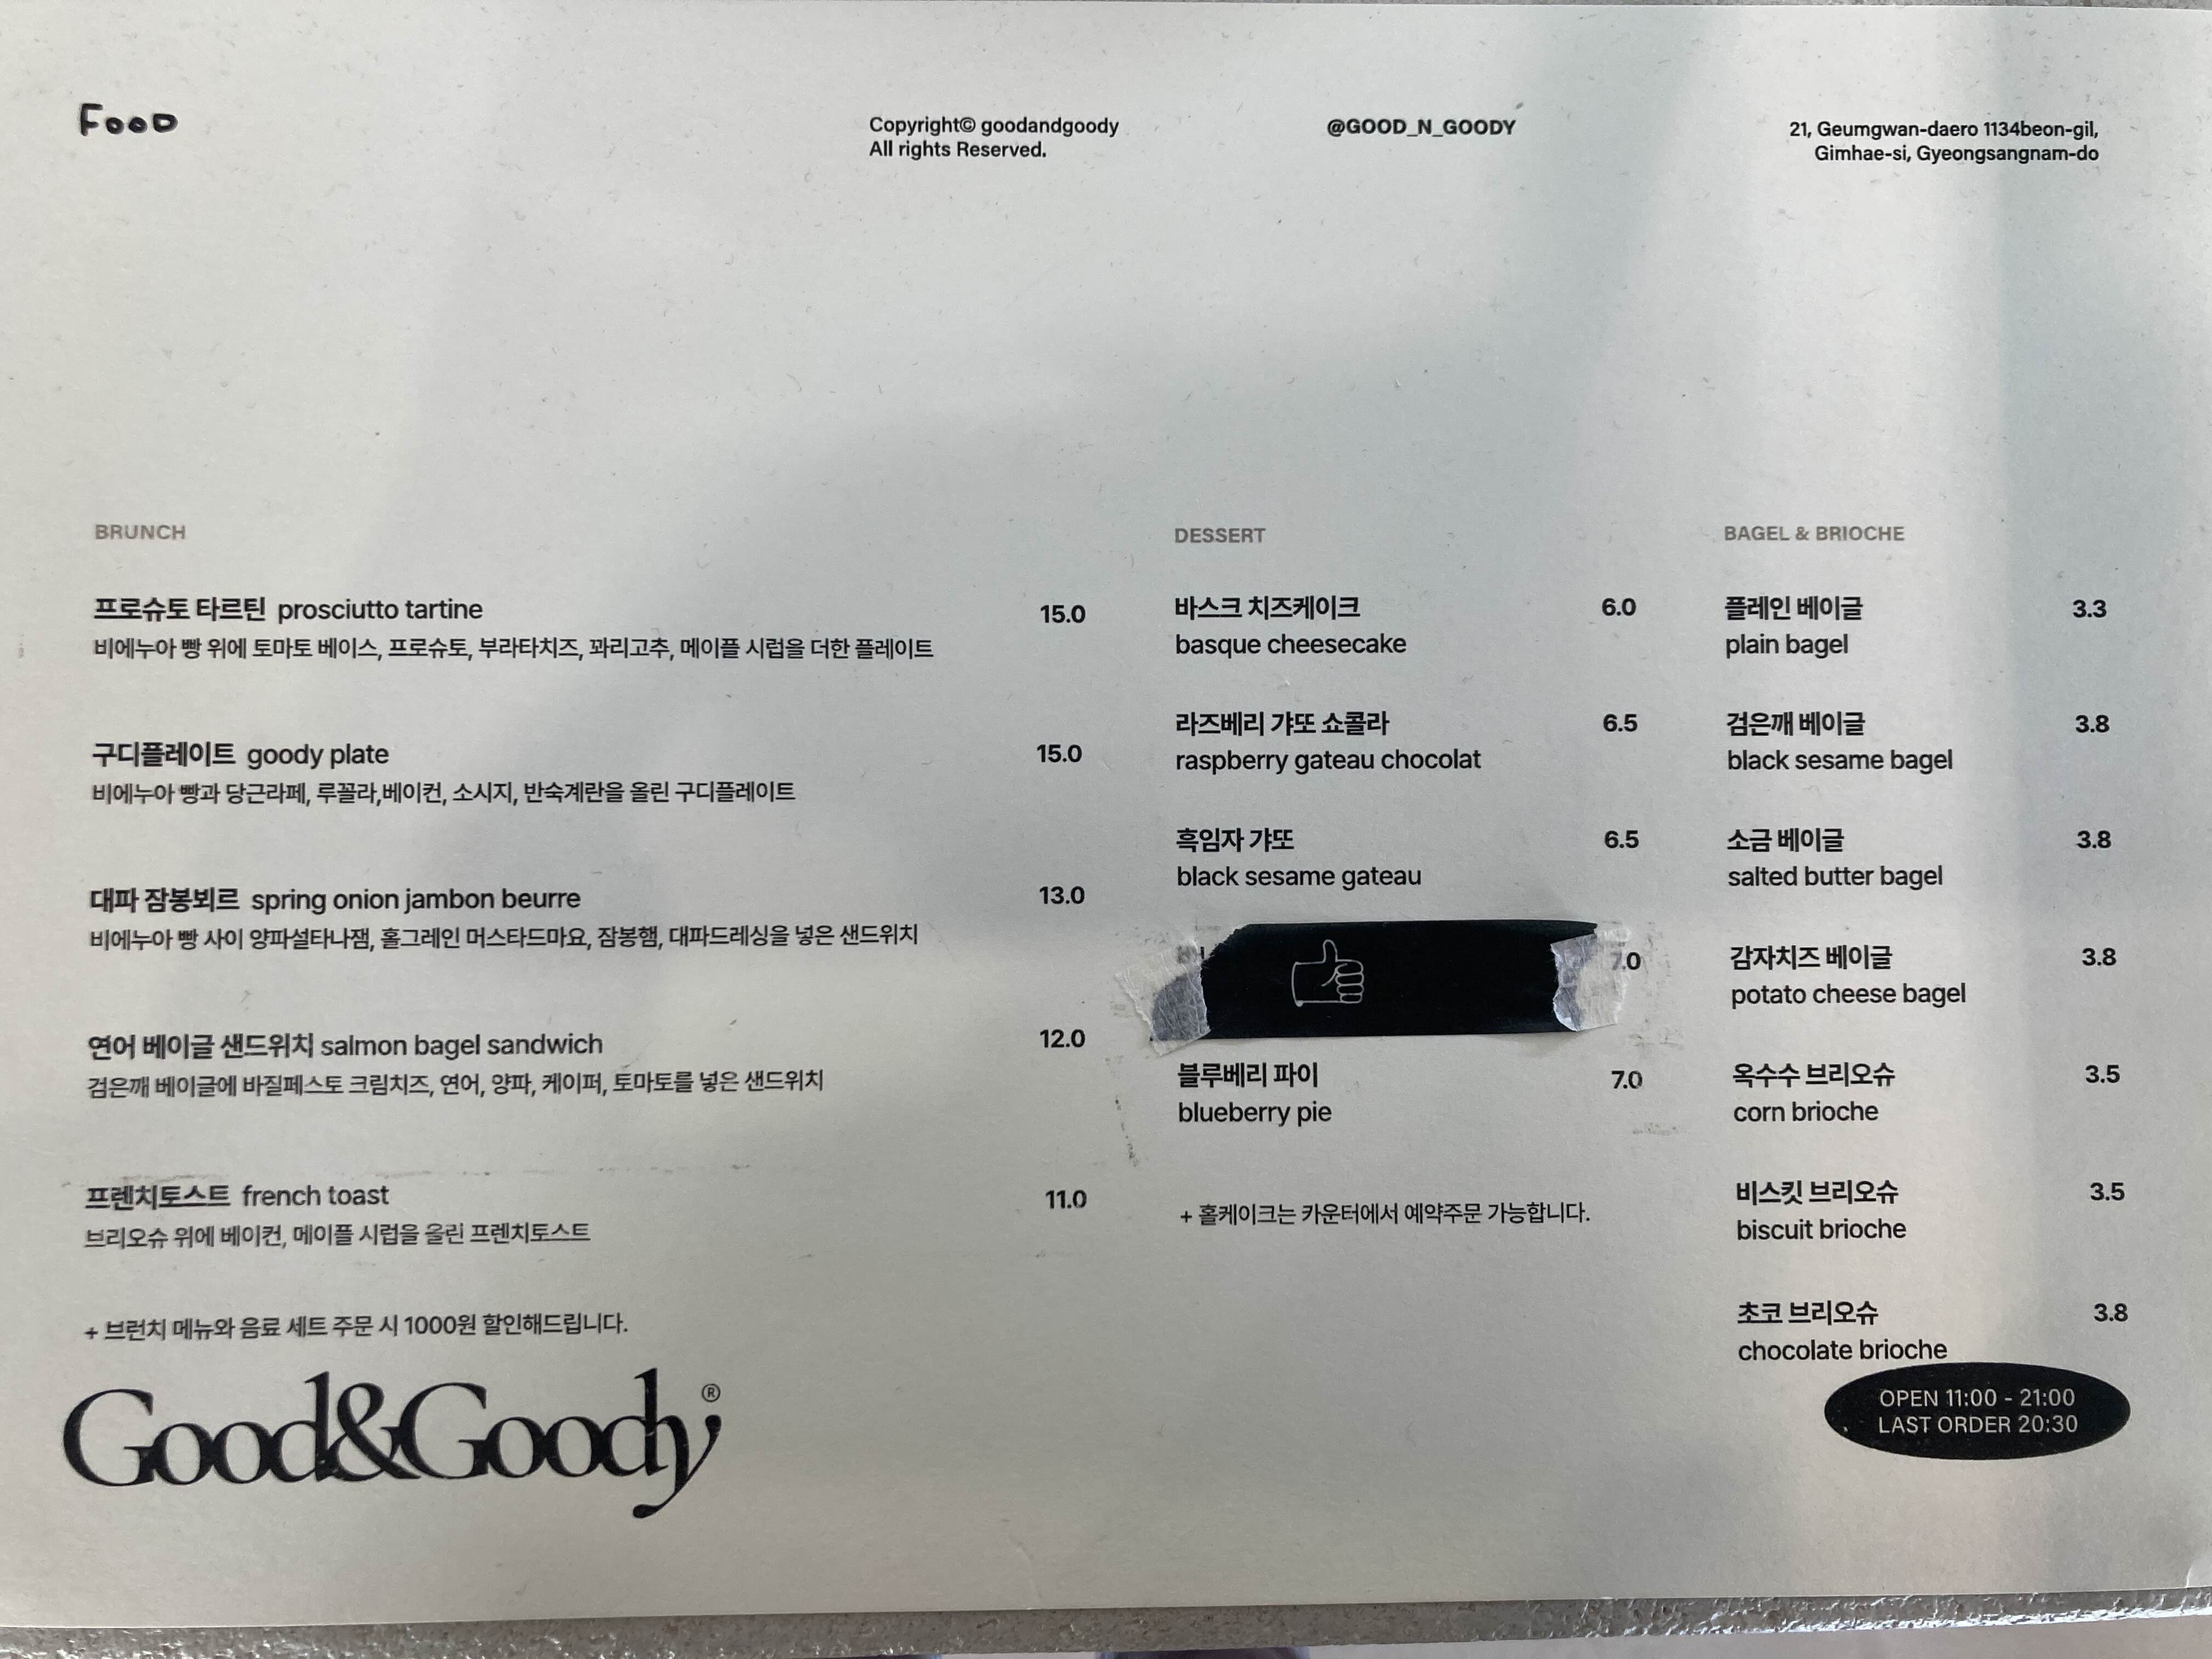 FOOD
Copyright© goodandgoody
All rights Reserved.
@GOOD_N_GOODY
21, Geumgwan-daero 1134beon-gil,
Gimhae-si, Gyeongsangnam-do
BRUNCH
프로슈토 타르틴 prosciutto tartine 15.0
비에누아 빵 위에 토마토 베이스, 프로슈토, 부라타치즈, 꽈리고추, 메이플 시럽을 더한 플레이트
구디플레이트 goody plate 15.0
비에누아 빵과 당근라페, 루꼴라,베이컨, 소시지, 반숙계란을 올린 구디플레이트
대파 잠봉뵈르 spring onion jambon beurre 13.0
비에누아 빵 사이 양파설타나잼, 홀그레인 머스타드마요, 잠봉햄, 대파드레싱을 넣은 샌드위치
연어 베이글 샌드위치 salmon bagel sandwich 12.0
검은깨 베이글에 바질페스토 크림치즈, 연어, 양파, 케이퍼, 토마토를 넣은 샌드위치
프렌치토스트 french toast 11.0
브리오슈 위에 베이컨, 메이플 시럽을 올린 프렌치토스트
+ 브런치 메뉴와 음료 세트 주문 시 1000원 할인해드립니다.
DESSERT
바스크 치즈케이크 6.0
basque cheesecake
라즈베리 갸또 쇼콜라 6.5
raspberry gateau chocolat
흑임자 갸또 6.5
black sesame gateau
7.0
블루베리 파이 7.0
blueberry pie
+ 홀케이크는 카운터에서 예약주문 가능합니다.
BAGEL & BRIOCHE
플레인 베이글 3.3
plain bagel
검은깨 베이글 3.8
black sesame bagel
소금 베이글 3.8
salted butter bagel
감자치즈 베이글 3.8
potato cheese bagel
옥수수 브리오슈 3.5
corn brioche
비스킷 브리오슈 3.5
biscuit brioche
초코 브리오슈 3.8
chocolate brioche
Good&Goody®
OPEN 11:00 - 21:00
LAST ORDER 20:30